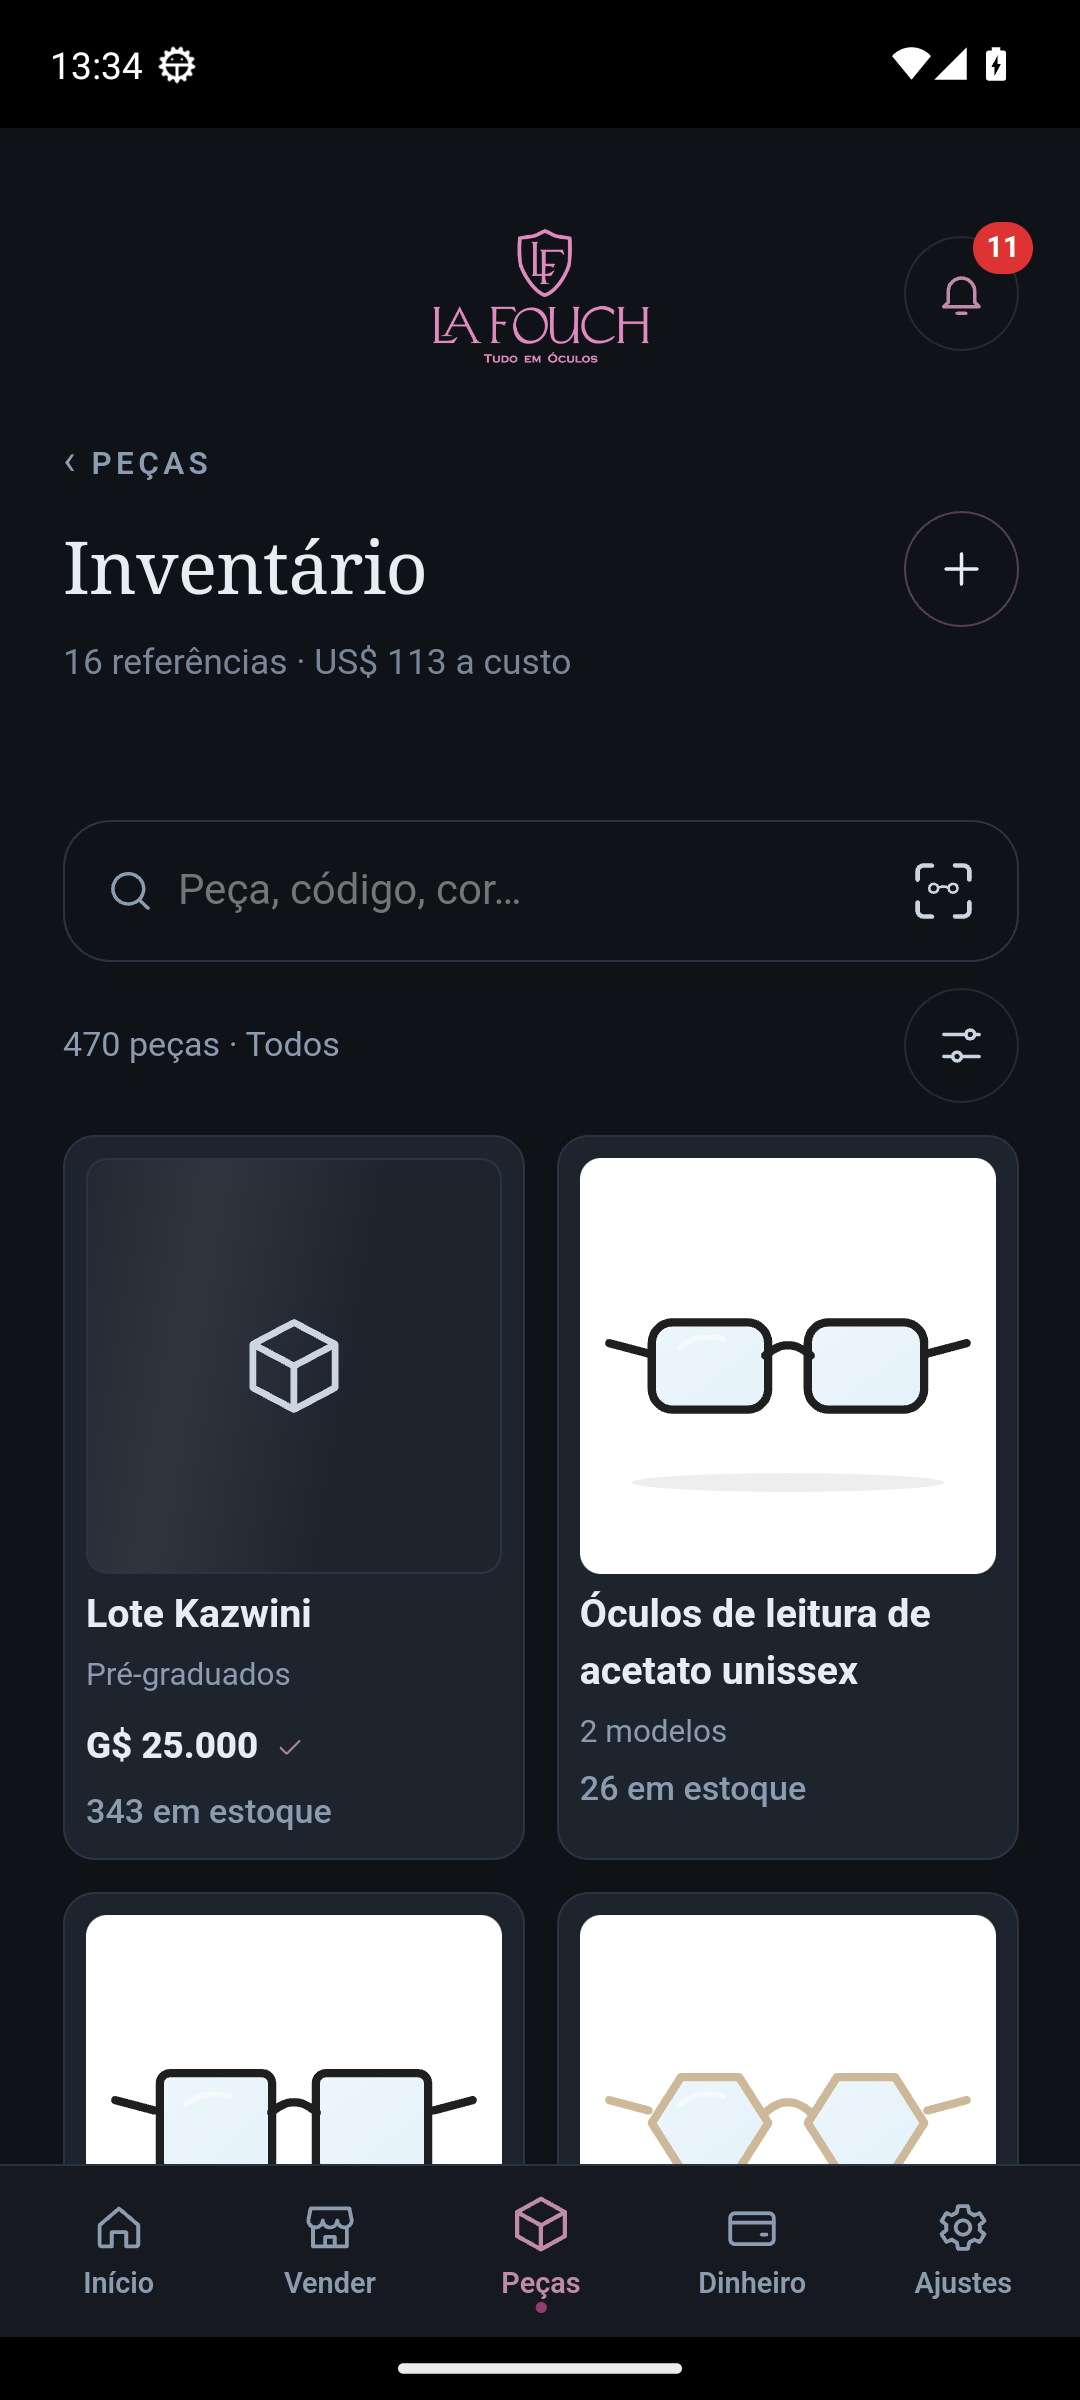 13:34
11
LF
LA FOUCH
TUDO EM ÓCULOS
‹ PEÇAS
Inventário
16 referências · US$ 113 a custo
Peça, código, cor…
470 peças · Todos
Lote Kazwini
Pré-graduados
G$ 25.000
343 em estoque
Óculos de leitura de
acetato unissex
2 modelos
26 em estoque
Início
Vender
Peças
Dinheiro
Ajustes